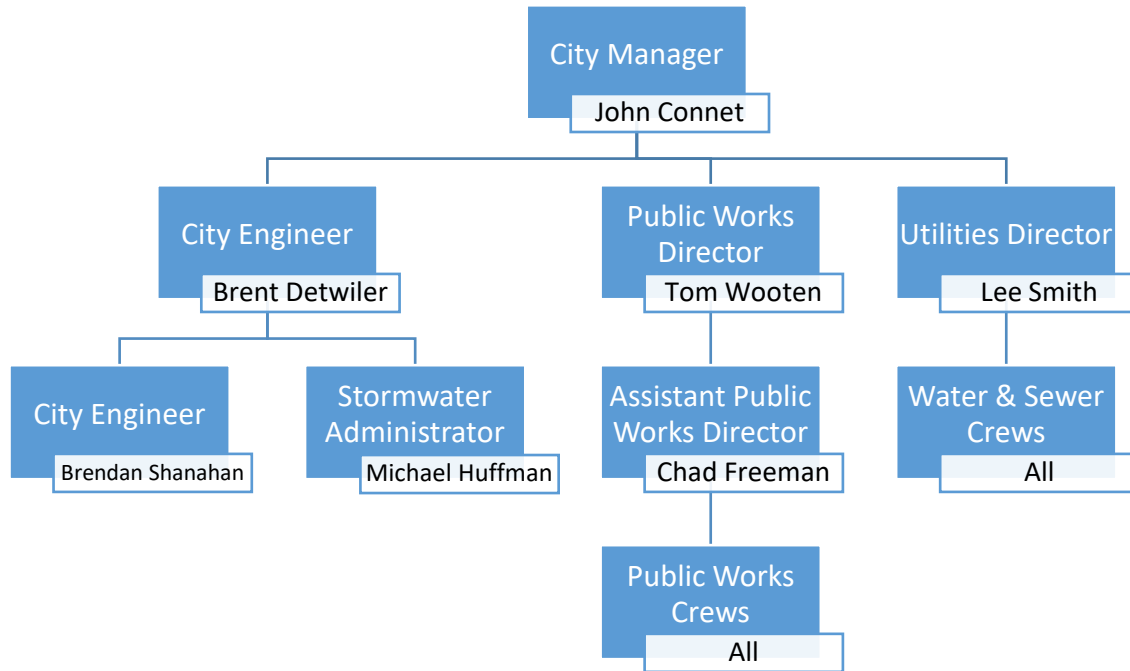 City Manager
John Connet
City Engineer
Brent Detwiler
Public Works
Director
Tom Wooten
Utilities Director
Lee Smith
City Engineer
Brendan Shanahan
Stormwater
Administrator
Michael Huffman
Assistant Public
Works Director
Chad Freeman
Water & Sewer
Crews
All
Public Works
Crews
All